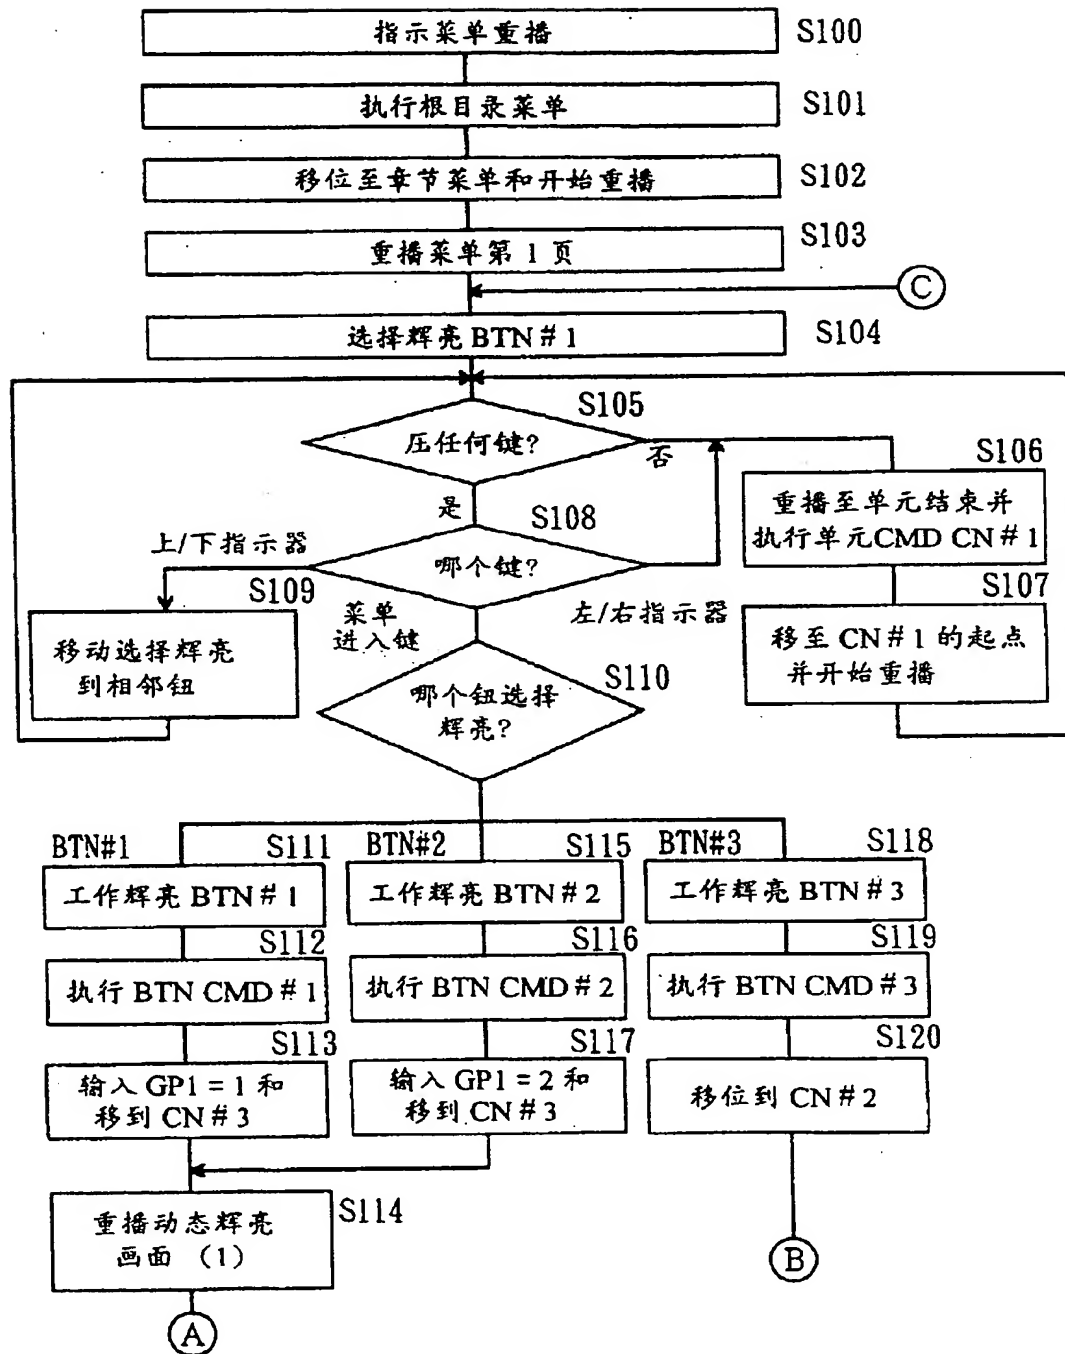 指示菜单重播
S100
执行根目录菜单
S101
移位至章节菜单和开始重播
S102
重播菜单第1页
S103
C
选择辉亮 BTN#1
S104
S105
压任何键?
否
是
S106
重播至单元结束并
执行单元CMD CN#1
S107
移至 CN#1 的起点
并开始重播
S108
哪个键?
上/下指示器
S109
移动选择辉亮
到相邻钮
菜单
进入键
左/右指示器
S110
哪个钮选择
辉亮?
BTN#1
S111
BTN#2
S115
BTN#3
S118
工作辉亮 BTN#1
工作辉亮 BTN#2
工作辉亮 BTN#3
S112
S116
S119
执行 BTN CMD#1
执行 BTN CMD#2
执行 BTN CMD#3
S113
S117
S120
输入 GP1=1 和
移到 CN#3
输入 GP1=2 和
移到 CN#3
移位到 CN#2
S114
重播动态辉亮
画面 (1)
B
A